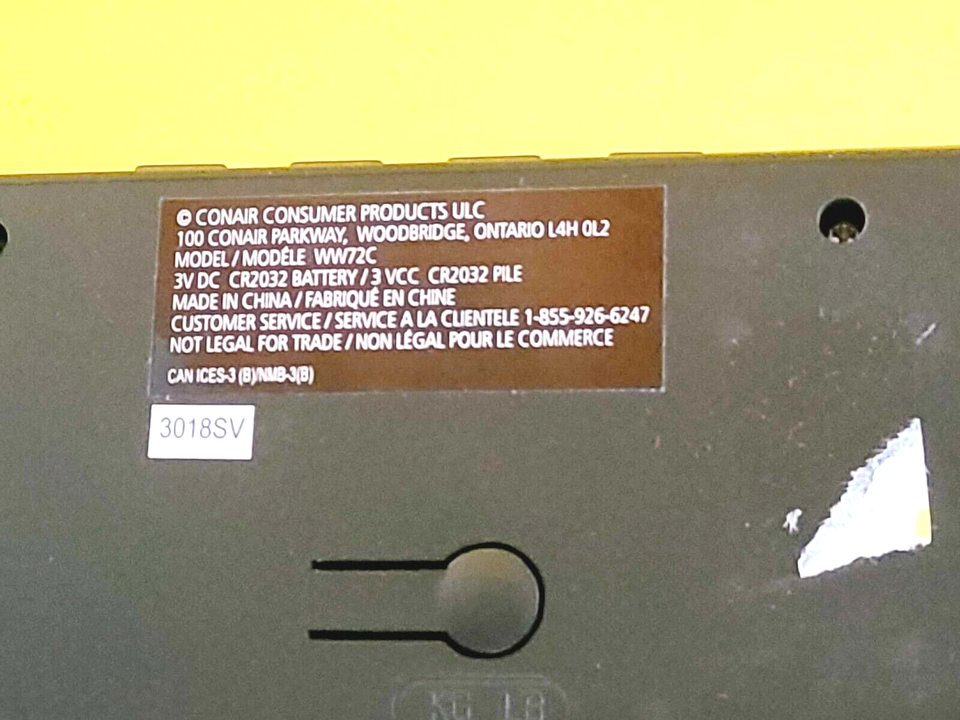 © CONAIR CONSUMER PRODUCTS ULC
100 CONAIR PARKWAY, WOODBRIDGE, ONTARIO L4H 0L2
MODEL / MODÉLE WW72C
3V DC CR2032 BATTERY / 3 VCC CR2032 PILE
MADE IN CHINA / FABRIQUÉ EN CHINE
CUSTOMER SERVICE / SERVICE A LA CLIENTELE 1-855-926-6247
NOT LEGAL FOR TRADE / NON LÉGAL POUR LE COMMERCE
CAN ICES-3 (B)/NMB-3(B)
3018SV
KG LB